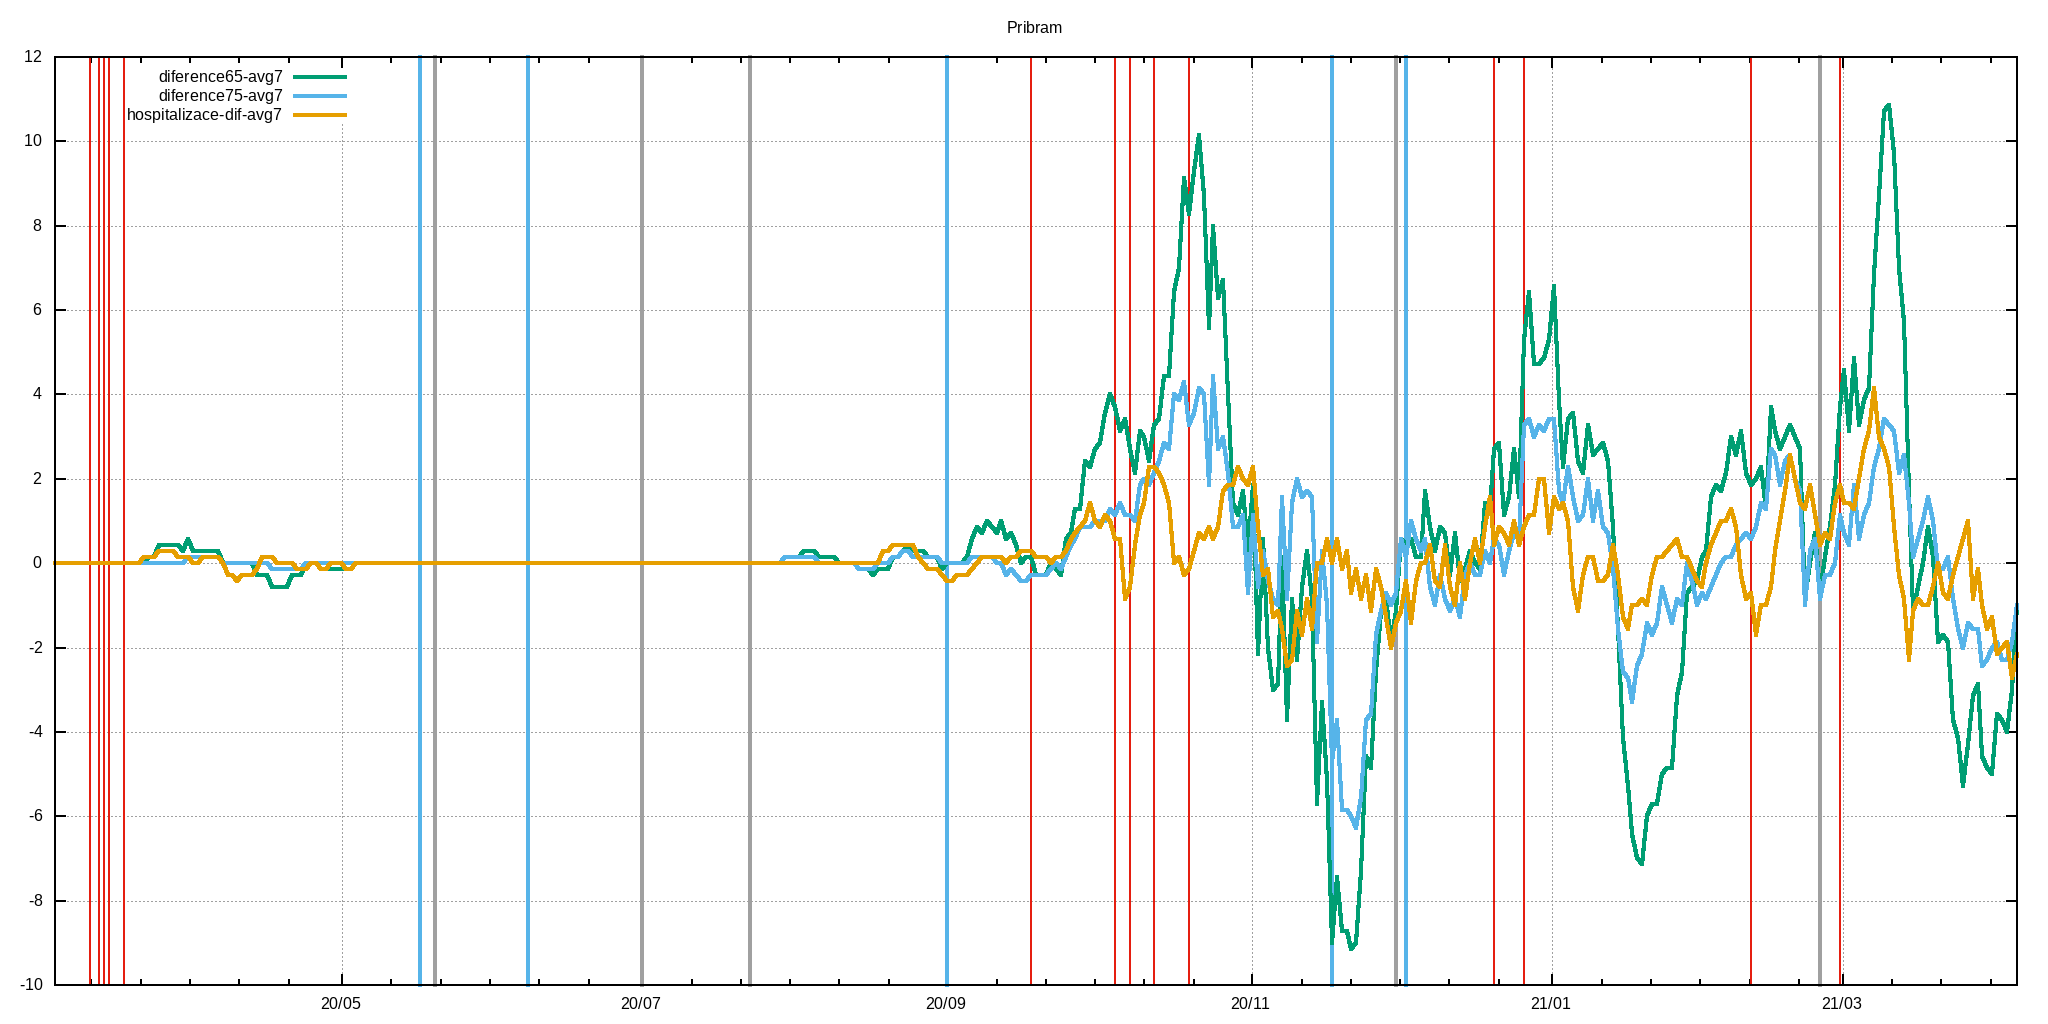 Pribram
diference65-avg7
diference75-avg7
hospitalizace-dif-avg7
12
10
8
6
4
2
0
-2
-4
-6
-8
-10
20/05 20/07 20/09 20/11 21/01 21/03